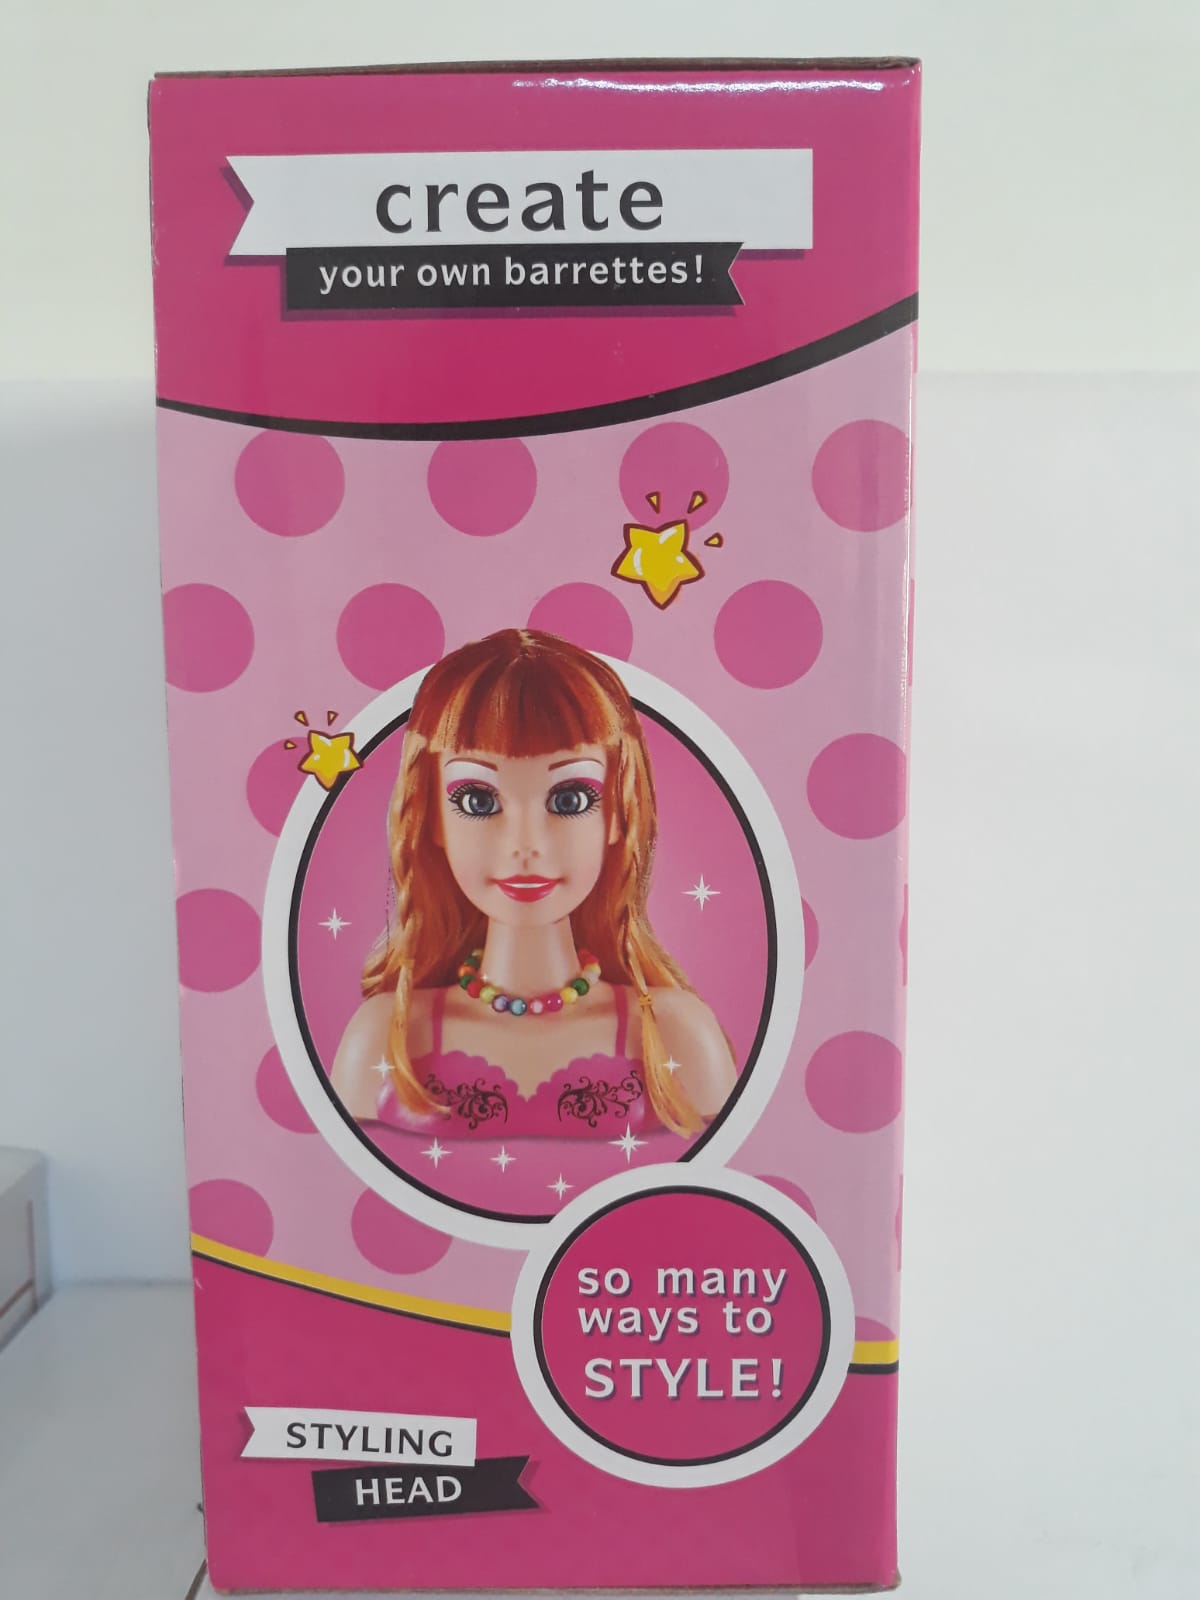 create
your own barrettes!
so many
ways to
STYLE!
STYLING
HEAD